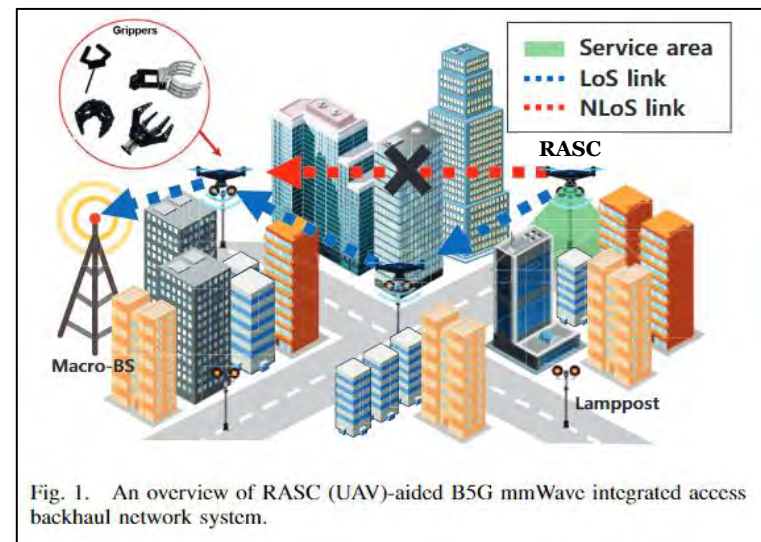 Grippers
Service area
LoS link
NLoS link
RASC
Macro-BS
Lamppost
Fig. 1. An overview of RASC (UAV)-aided B5G mmWave integrated access
backhaul network system.